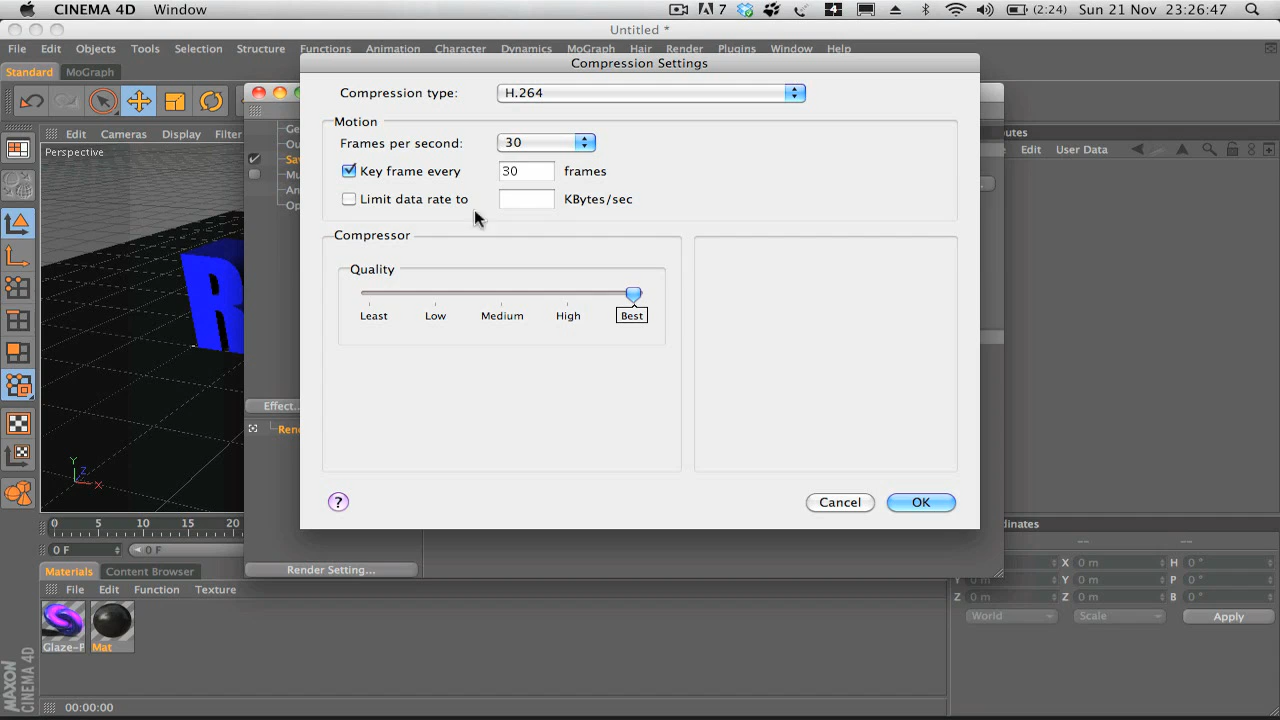 CINEMA 4D Window 7 4 (2:24) Sun 21 Nov 23:26:47
Untitled *
File Edit Objects Tools Selection Structure Functions Animation Character Dynamics MoGraph Hair Render Plugins Window Help
Standard MoGraph
Compression Settings
Compression type: H.264
Motion
Frames per second: 30
Key frame every 30 frames
Limit data rate to KBytes/sec
Compressor
Quality
Least Low Medium High Best
? Cancel OK
Edit Cameras Display Filter
Perspective
Edit User Data
R
Effect...
Y
Z
X
0 5 10 15 20
0 F 0 F
Render Setting...
Materials Content Browser
File Edit Function Texture
Glaze-P Mat
X 0 m H 0 °
Y 0 m P 0 °
Z Z 0 m B 0 °
World Scale Apply
MAXON
CINEMA 4D
00:00:00